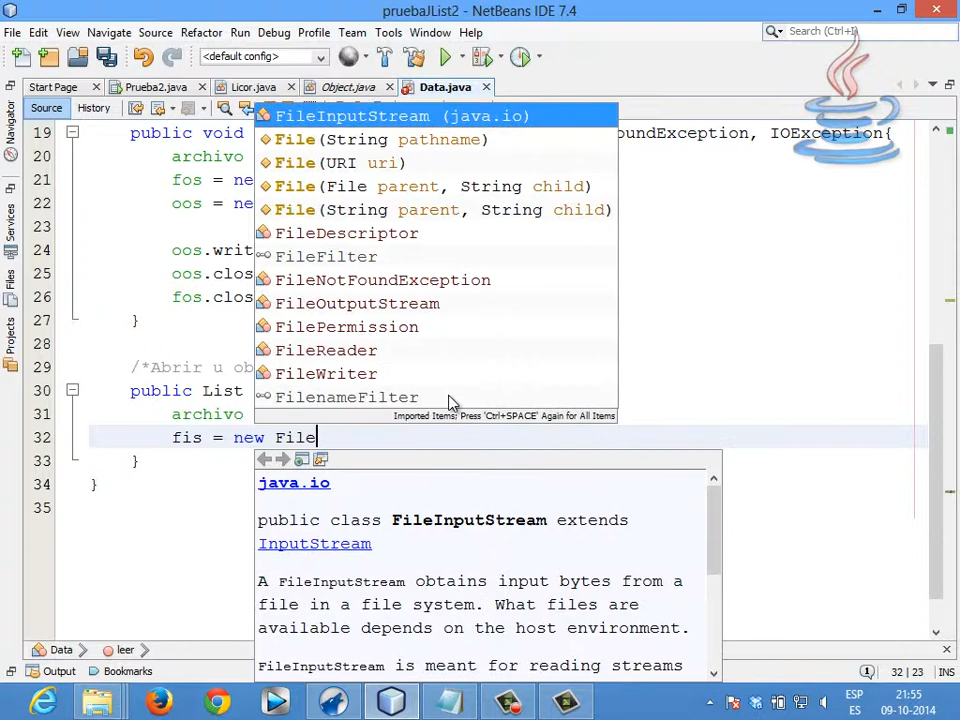 pruebaJList2 - NetBeans IDE 7.4
File Edit View Navigate Source Refactor Run Debug Profile Team Tools Window Help
Search (Ctrl+I)
<default config>
Start Page Prueba2.java Licor.java Object.java Data.java
Source History
Navigator
Services
Files
Projects
19 public void oundException, IOException{
20 archivo
21 fos = new
22 oos = new
23
24 oos.writ
25 oos.clos
26 fos.clos
27 }
28
29 /*Abrir u ob
30 public List
31 archivo
32 fis = new File
33 }
34 }
35
FileInputStream (java.io)
File(String pathname)
File(URI uri)
File(File parent, String child)
File(String parent, String child)
FileDescriptor
FileFilter
FileNotFoundException
FileOutputStream
FilePermission
FileReader
FileWriter
FilenameFilter
Imported Items; Press 'Ctrl+SPACE' Again for All Items
java.io
public class FileInputStream extends
InputStream
A FileInputStream obtains input bytes from a
file in a file system. What files are
available depends on the host environment.
FileInputStream is meant for reading streams
Data leer
Output Bookmarks 1 32 | 23 INS
ESP 21:55
ES 09-10-2014